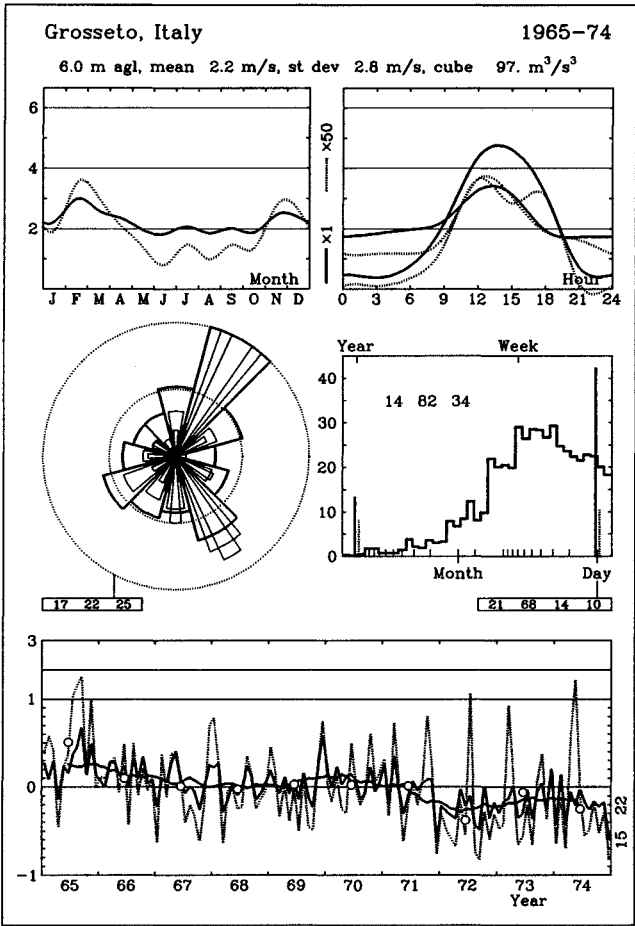 Grosseto, Italy 1965-74
6.0 m agl, mean 2.2 m/s, st dev 2.8 m/s, cube 97. m³/s³
6
4
2
Month
J F M A M J J A S O N D
×1 ×50
Hour
0 3 6 9 12 15 18 21 24
17 22 25
Year Week
40
30
20
10
0
14 82 34
Month Day
21 68 14 10
3
1
0
-1
65 66 67 68 69 70 71 72 73 74
Year
15 22